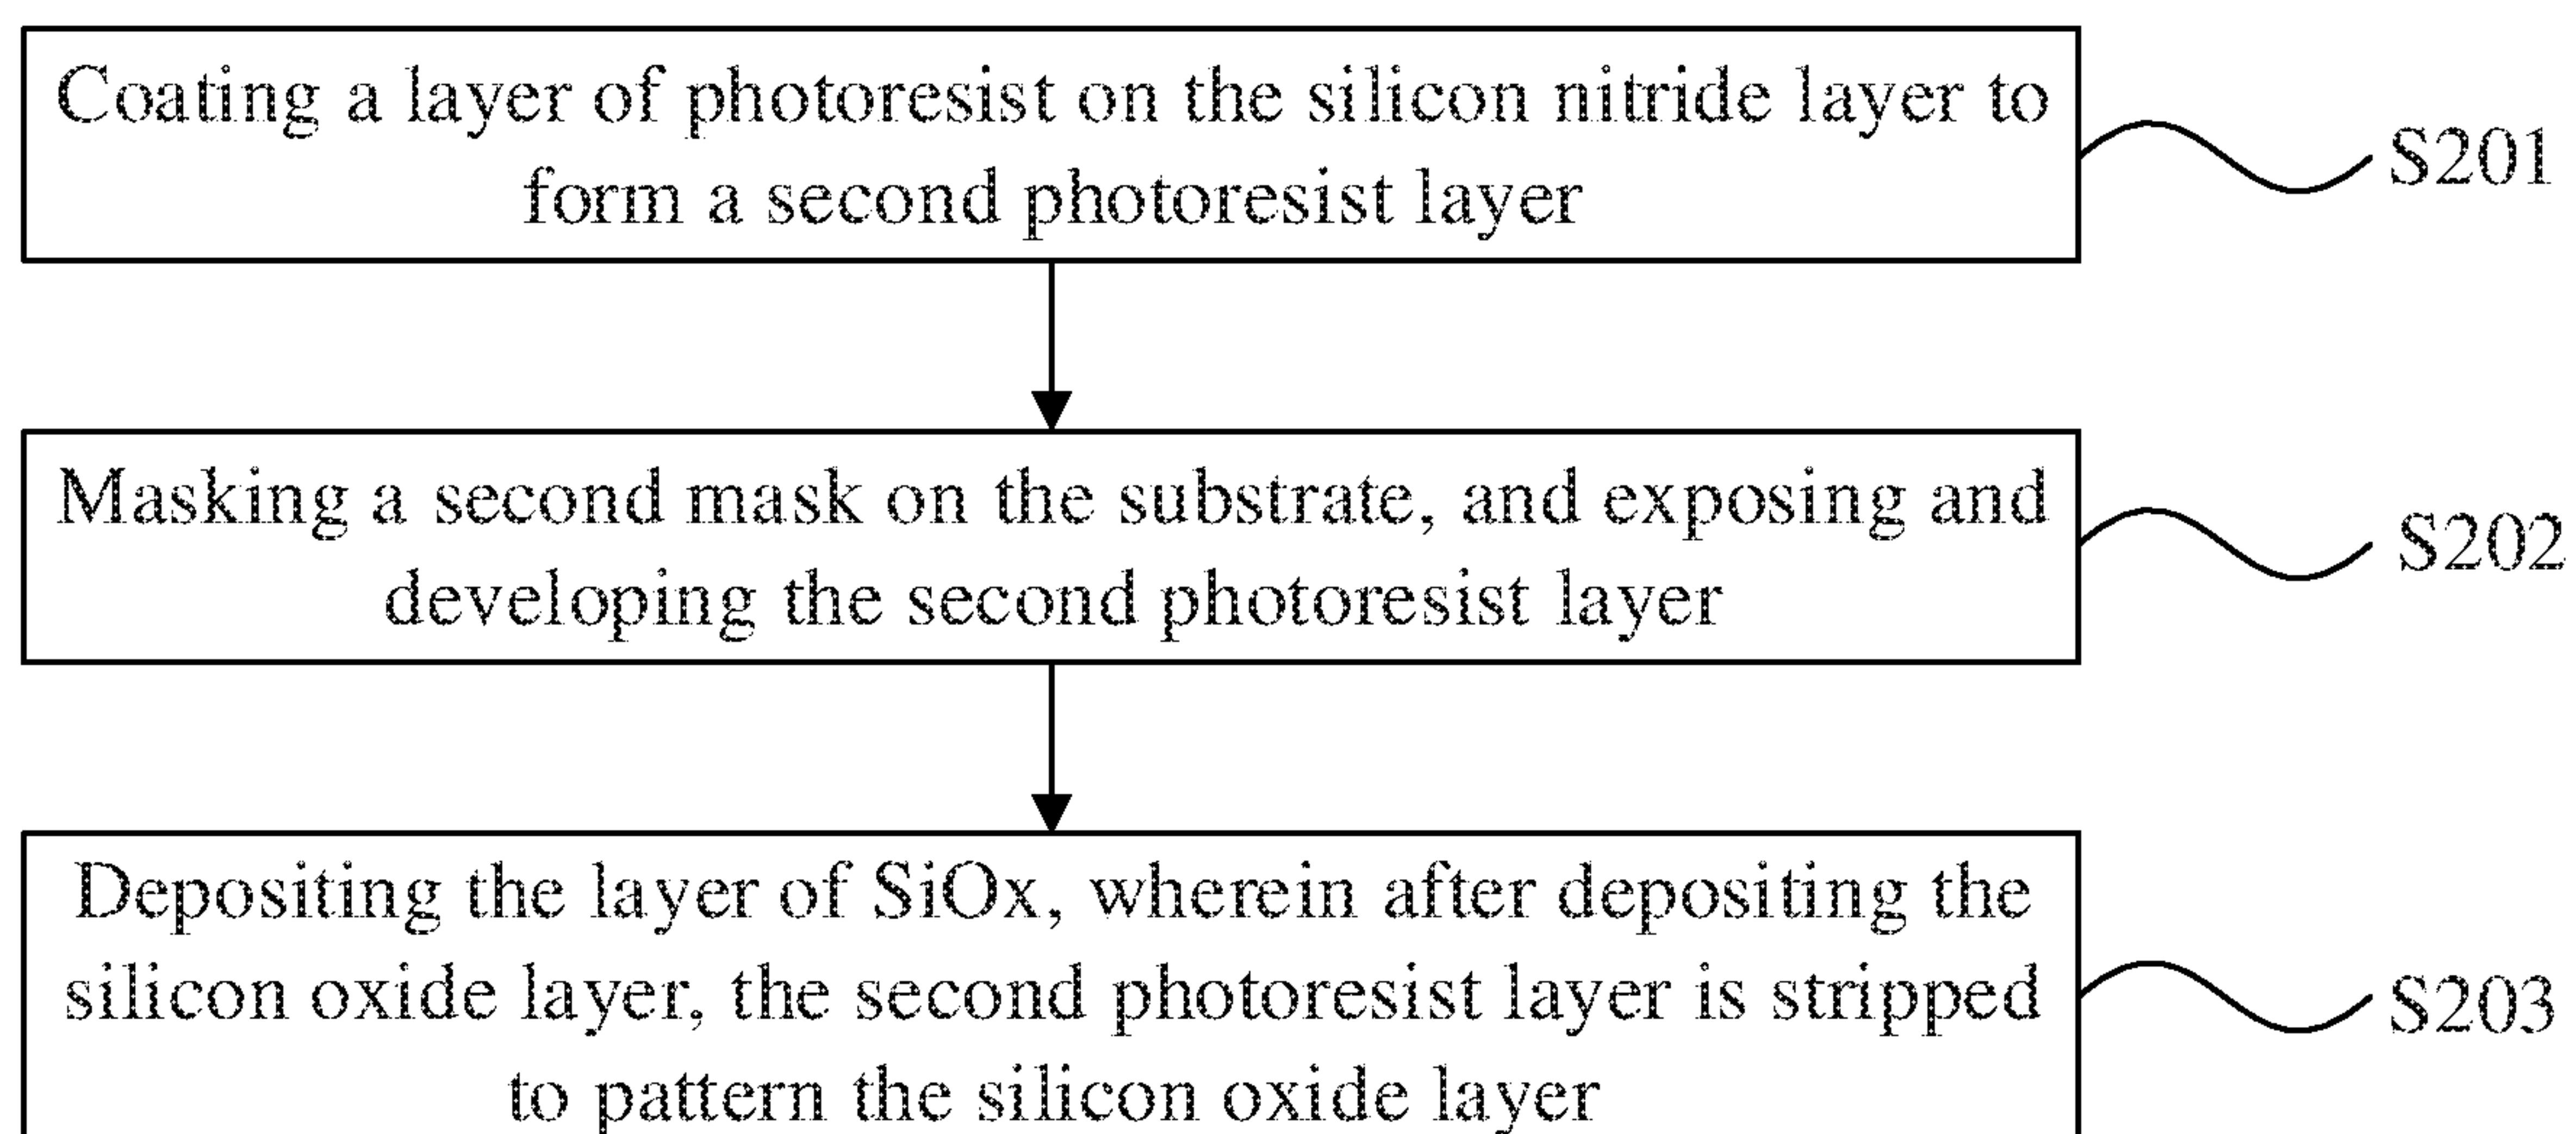 Coating a layer of photoresist on the silicon nitride layer to
form a second photoresist layer
S201
Masking a second mask on the substrate, and exposing and
developing the second photoresist layer
S202
Depositing the layer of SiOx, wherein after depositing the
silicon oxide layer, the second photoresist layer is stripped
to pattern the silicon oxide layer
S203